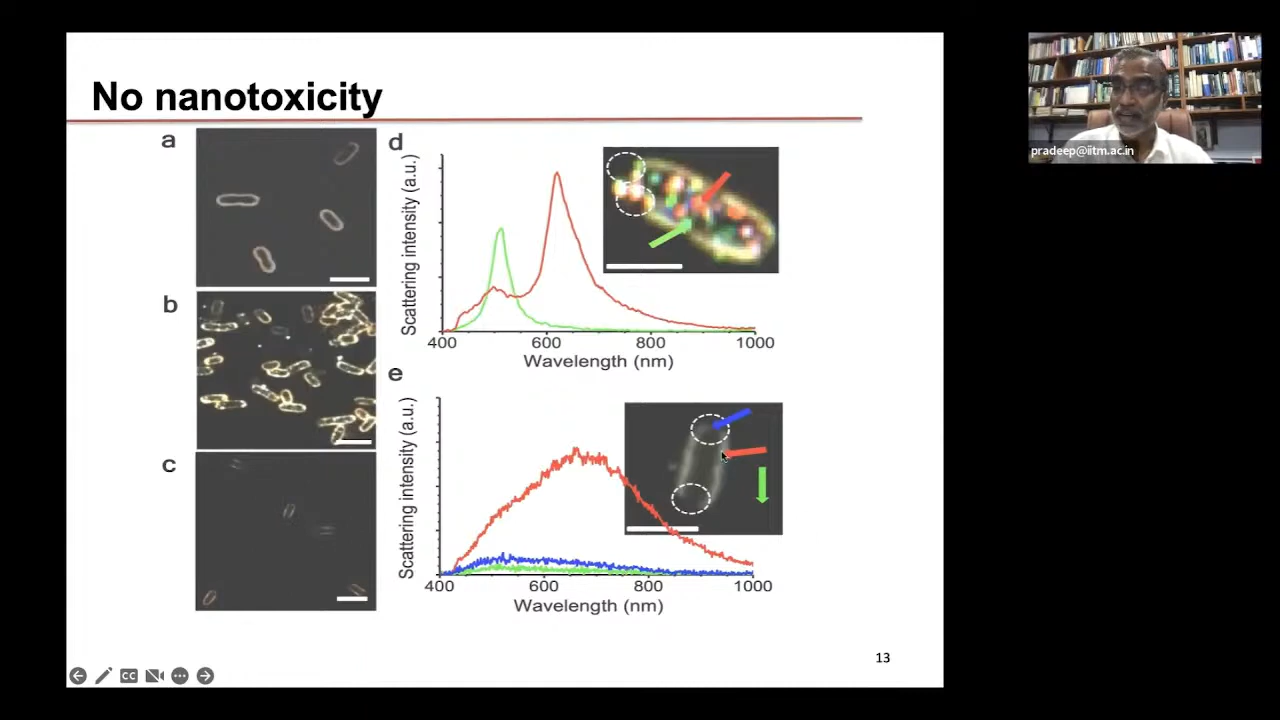 No nanotoxicity
a
b
c
d
Scattering intensity (a.u.)
400 600 800 1000
Wavelength (nm)
e
Scattering intensity (a.u.)
400 600 800 1000
Wavelength (nm)
13
CC
pradeep@iitm.ac.in